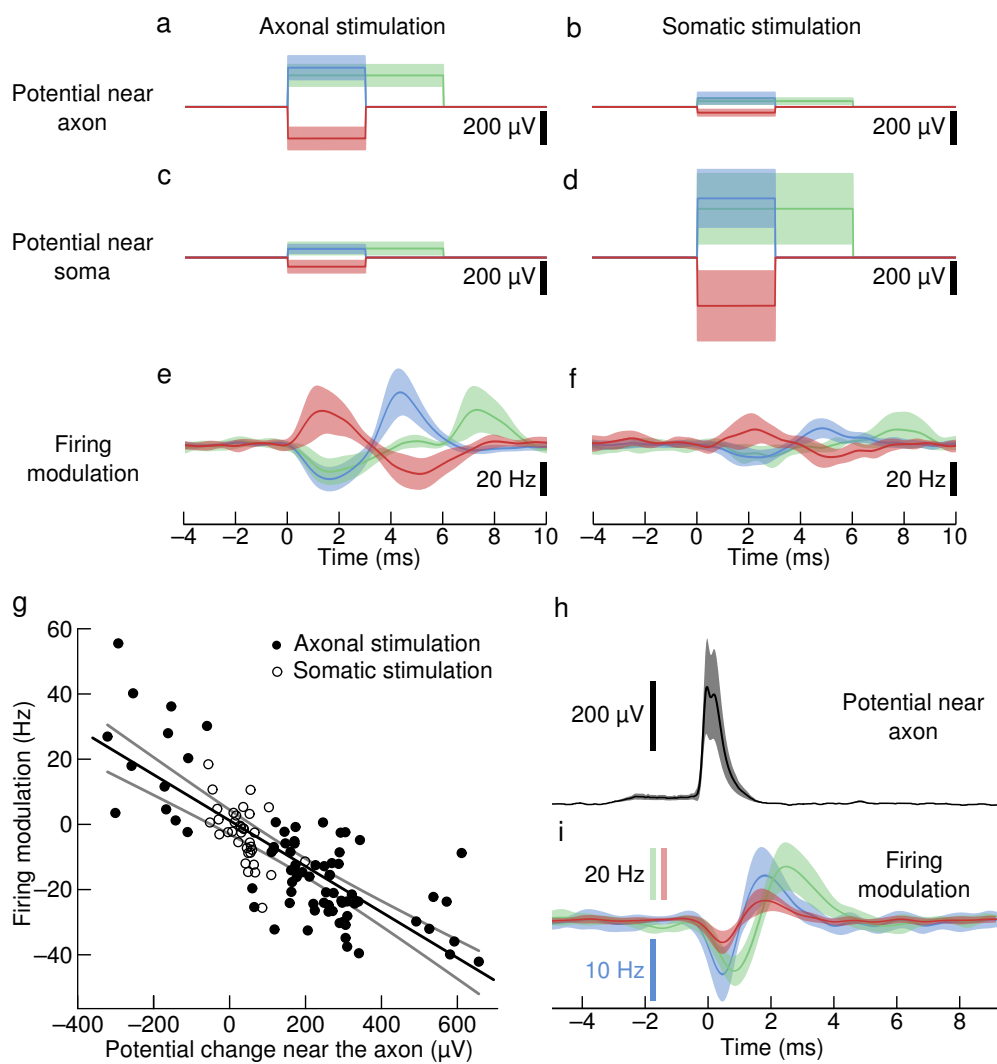 a
Axonal stimulation
b
Somatic stimulation
Potential near
axon
200 µV
200 µV
c
d
Potential near
soma
200 µV
200 µV
e
f
Firing
modulation
20 Hz
20 Hz
–4 –2 0 2 4 6 8 10
Time (ms)
–4 –2 0 2 4 6 8 10
Time (ms)
g
60
40
20
0
–20
–40
Firing modulation (Hz)
Axonal stimulation
Somatic stimulation
–400 –200 0 200 400 600
Potential change near the axon (µV)
h
200 µV
Potential near
axon
i
20 Hz
Firing
modulation
10 Hz
–4 –2 0 2 4 6 8
Time (ms)